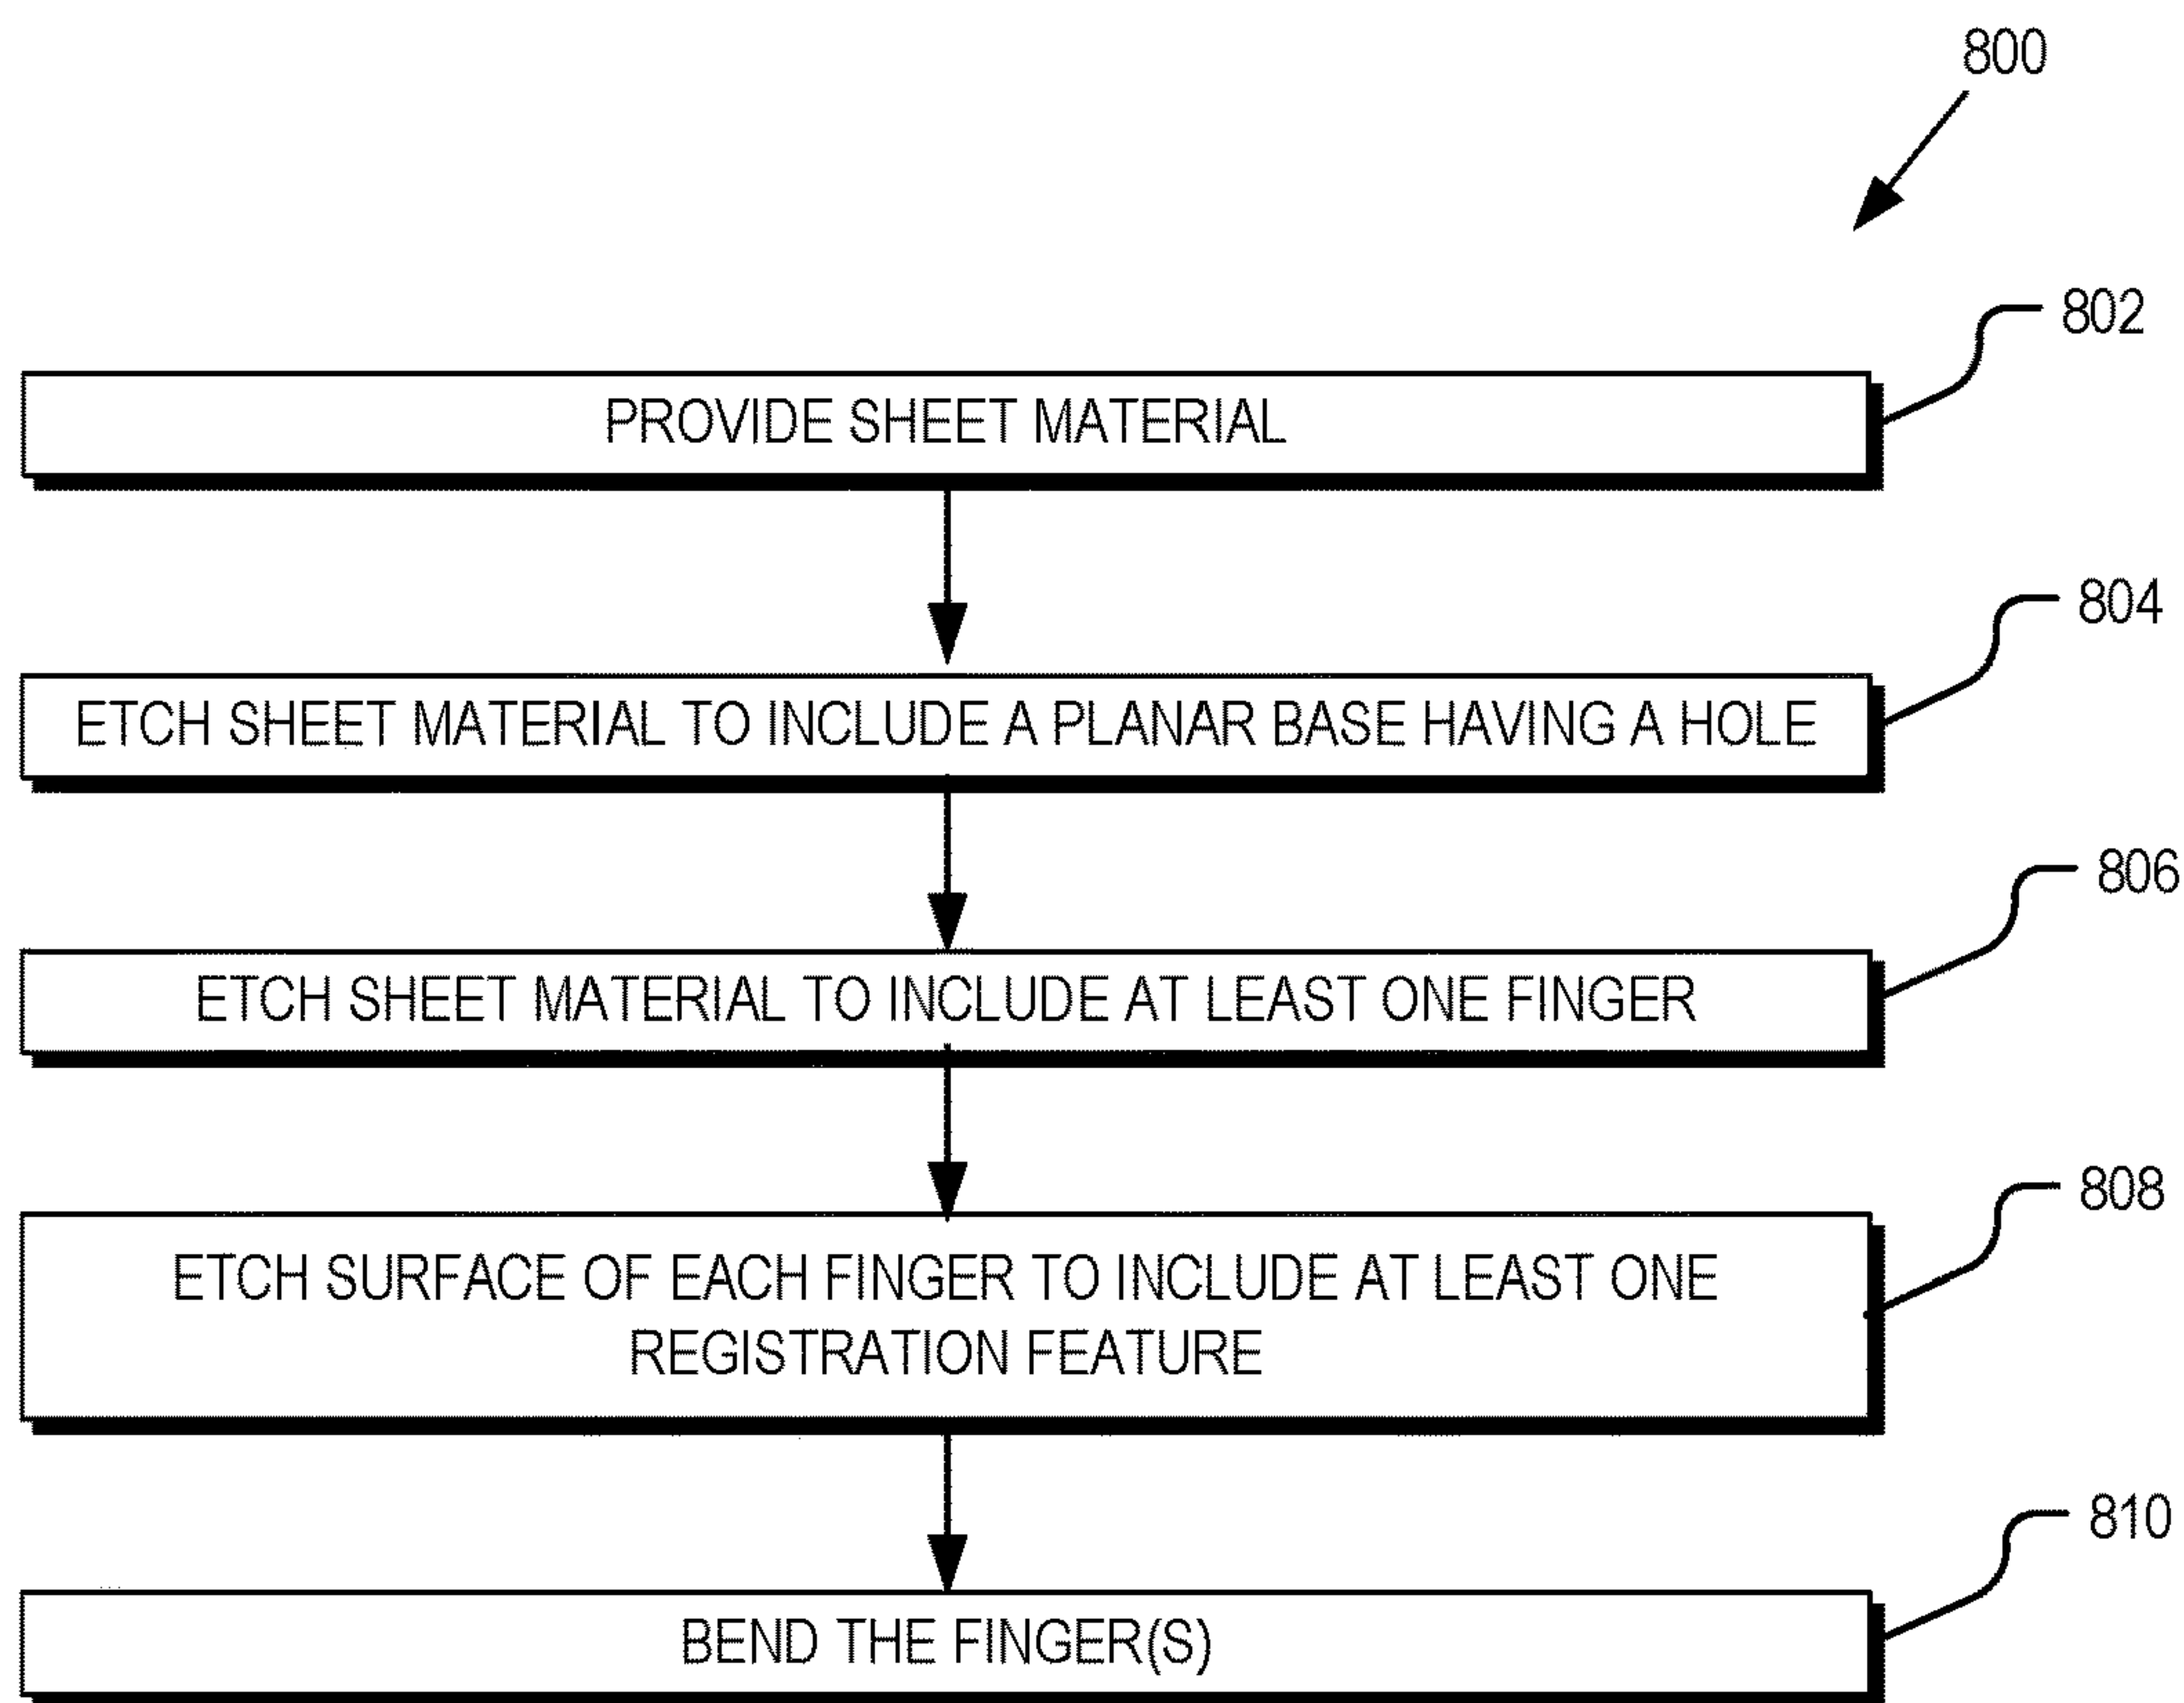 800
802
PROVIDE SHEET MATERIAL
804
ETCH SHEET MATERIAL TO INCLUDE A PLANAR BASE HAVING A HOLE
806
ETCH SHEET MATERIAL TO INCLUDE AT LEAST ONE FINGER
808
ETCH SURFACE OF EACH FINGER TO INCLUDE AT LEAST ONE
REGISTRATION FEATURE
810
BEND THE FINGER(S)